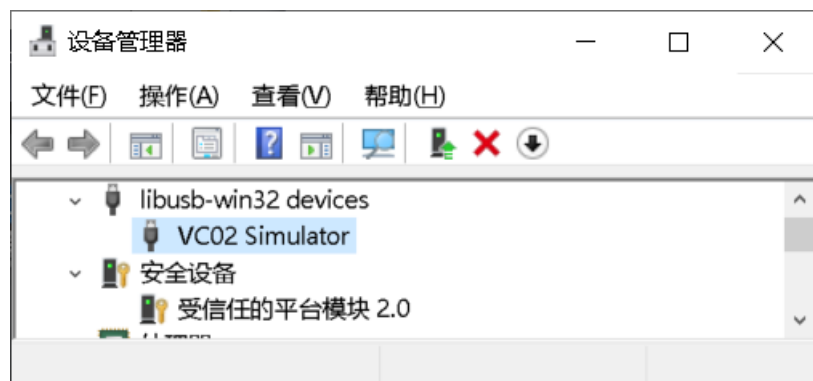 设备管理器
文件(F) 操作(A) 查看(V) 帮助(H)
libusb-win32 devices
VC02 Simulator
安全设备
受信任的平台模块 2.0